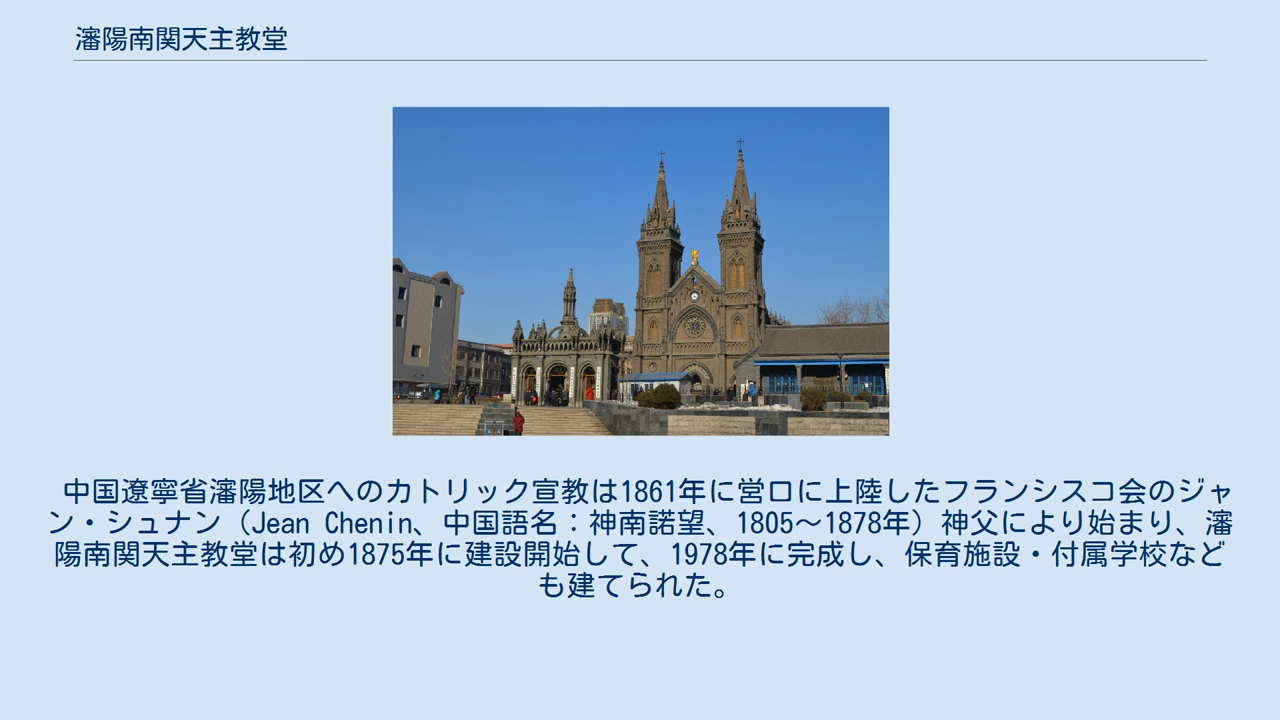 瀋陽南関天主教堂
中国遼寧省瀋陽地区へのカトリック宣教は1861年に営口に上陸したフランシスコ会のジャ
ン・シュナン（Jean Chenin、中国語名：神南諾望、1805～1878年）神父により始まり、瀋
陽南関天主教堂は初め1875年に建設開始して、1978年に完成し、保育施設・付属学校など
も建てられた。